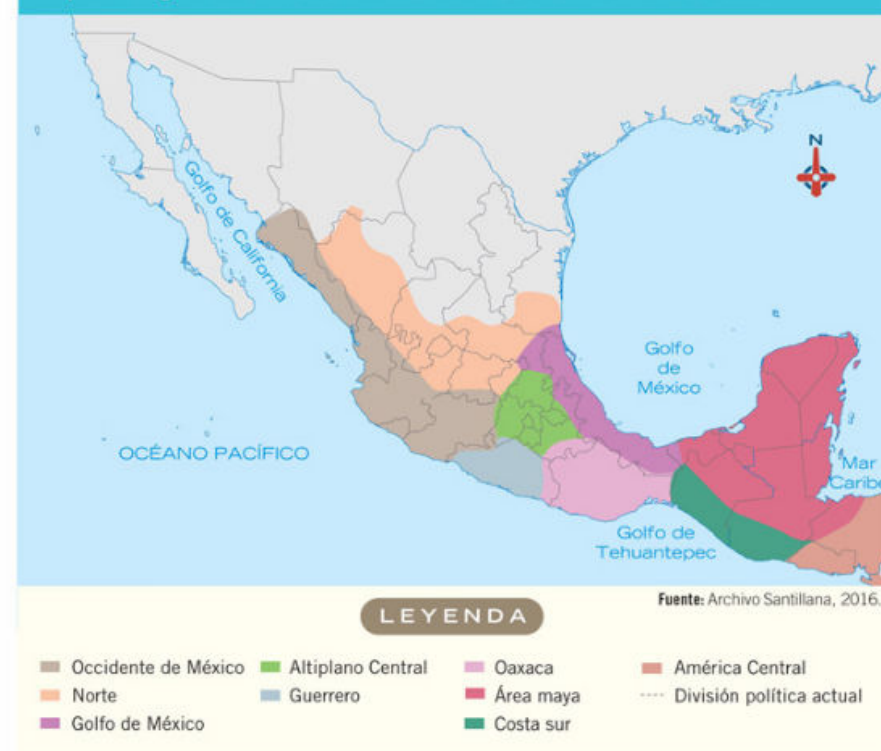 N
Golfo de California
Golfo
de
México
OCÉANO PACÍFICO
Mar
Caribe
Golfo de
Tehuantepec
Fuente: Archivo Santillana, 2016.
LEYENDA
Occidente de México
Altiplano Central
Oaxaca
América Central
Norte
Guerrero
Área maya
División política actual
Golfo de México
Costa sur